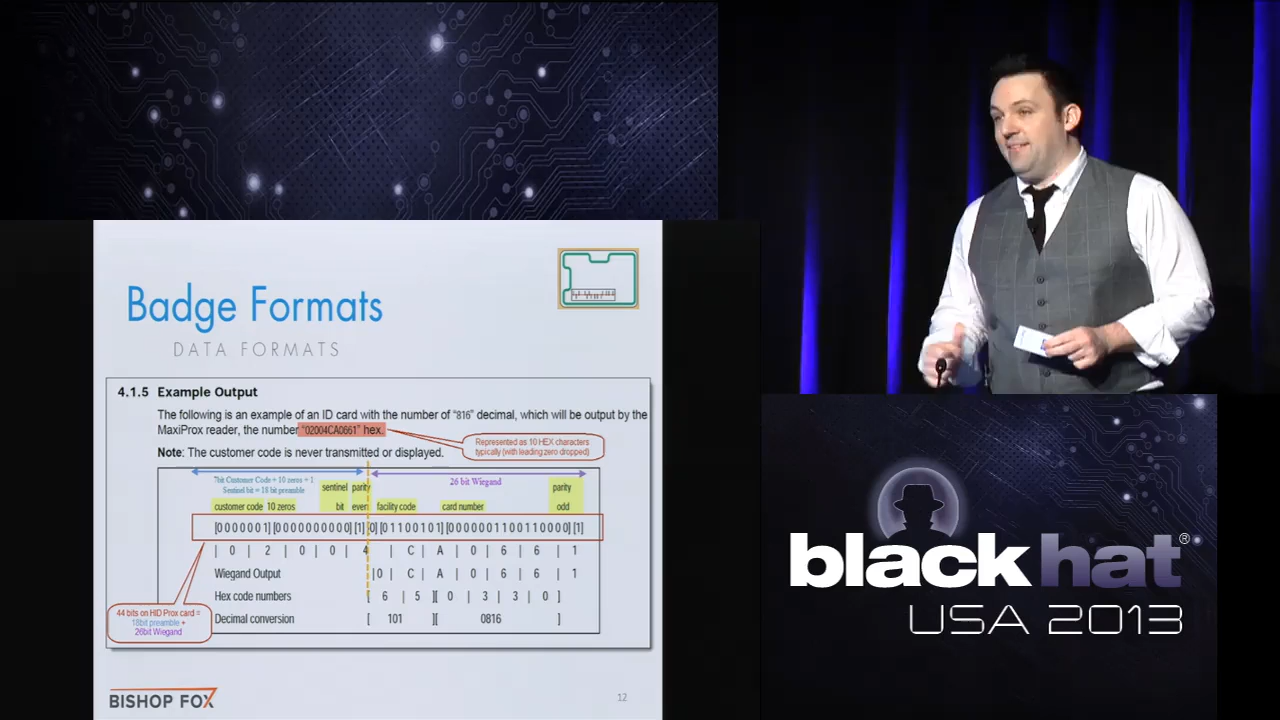 Badge Formats
DATA FORMATS
4.1.5 Example Output
The following is an example of an ID card with the number of "816" decimal, which will be output by the
MaxiProx reader, the number "02004CA0661" hex.
Represented as 10 HEX characters
typically (with leading zero dropped)
Note: The customer code is never transmitted or displayed.
7bit Customer Code + 10 zeros + 1
Sentinel bit = 18 bit preamble
26 bit Wiegand
sentinel parity parity
customer code 10 zeros bit even facility code card number odd
[0 0 0 0 0 0 1] [0 0 0 0 0 0 0 0 0 0] [1] [0] [0 1 1 0 0 1 0 1] [0 0 0 0 0 0 1 1 0 0 1 1 0 0 0 0] [1]
| 0 | 2 | 0 | 0 | 4 | C | A | 0 | 6 | 6 | 1
Wiegand Output |0 | C | A | 0 | 6 | 6 | 1
Hex code numbers [ 6 | 5 ][ 0 | 3 | 3 | 0 ]
Decimal conversion [ 101 ][ 0816 ]
44 bits on HID Prox card =
18bit preamble +
26bit Wiegand
BISHOP FOX
12
black hat®
USA 2013